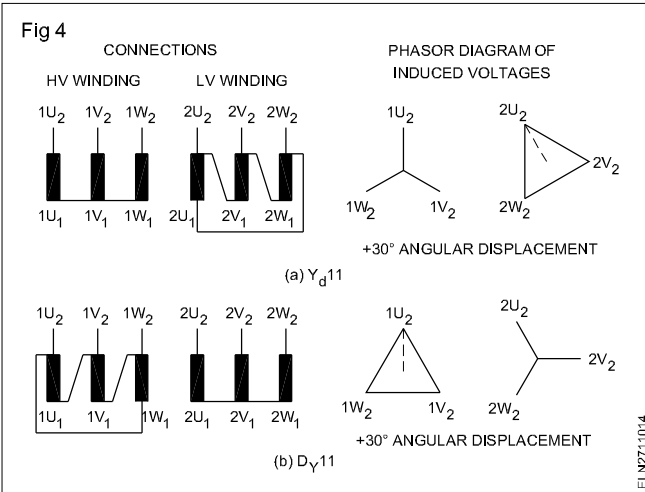 Fig 4
CONNECTIONS
HV WINDING LV WINDING
PHASOR DIAGRAM OF
INDUCED VOLTAGES
1U2 1V2 1W2 2U2 2V2 2W2
1U1 1V1 1W1 2U1 2V1 2W1
1U2
1W2 1V2
2U2
2V2
2W2
+30° ANGULAR DISPLACEMENT
(a) Yd11
1U2 1V2 1W2 2U2 2V2 2W2
1U1 1V1 1W1 2U1 2V1 2W1
1U2
1W2 1V2
2U2
2V2
2W2
+30° ANGULAR DISPLACEMENT
(b) DY11
ELN2711014